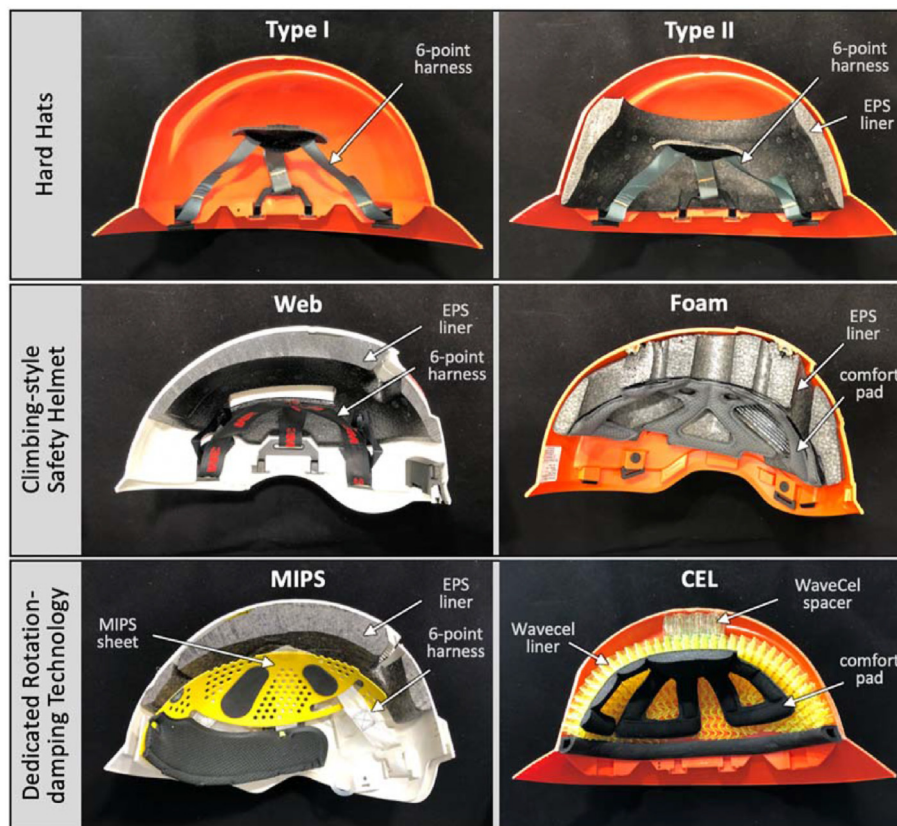 Type I
6-point
harness
Type II
6-point
harness
EPS
liner
Hard Hats
Web
EPS
liner
6-point
harness
Foam
EPS
liner
comfort
pad
Climbing-style
Safety Helmet
MIPS
MIPS
sheet
EPS
liner
6-point
harness
CEL
WaveCel
spacer
Wavecel
liner
comfort
pad
Dedicated Rotation-
damping Technology